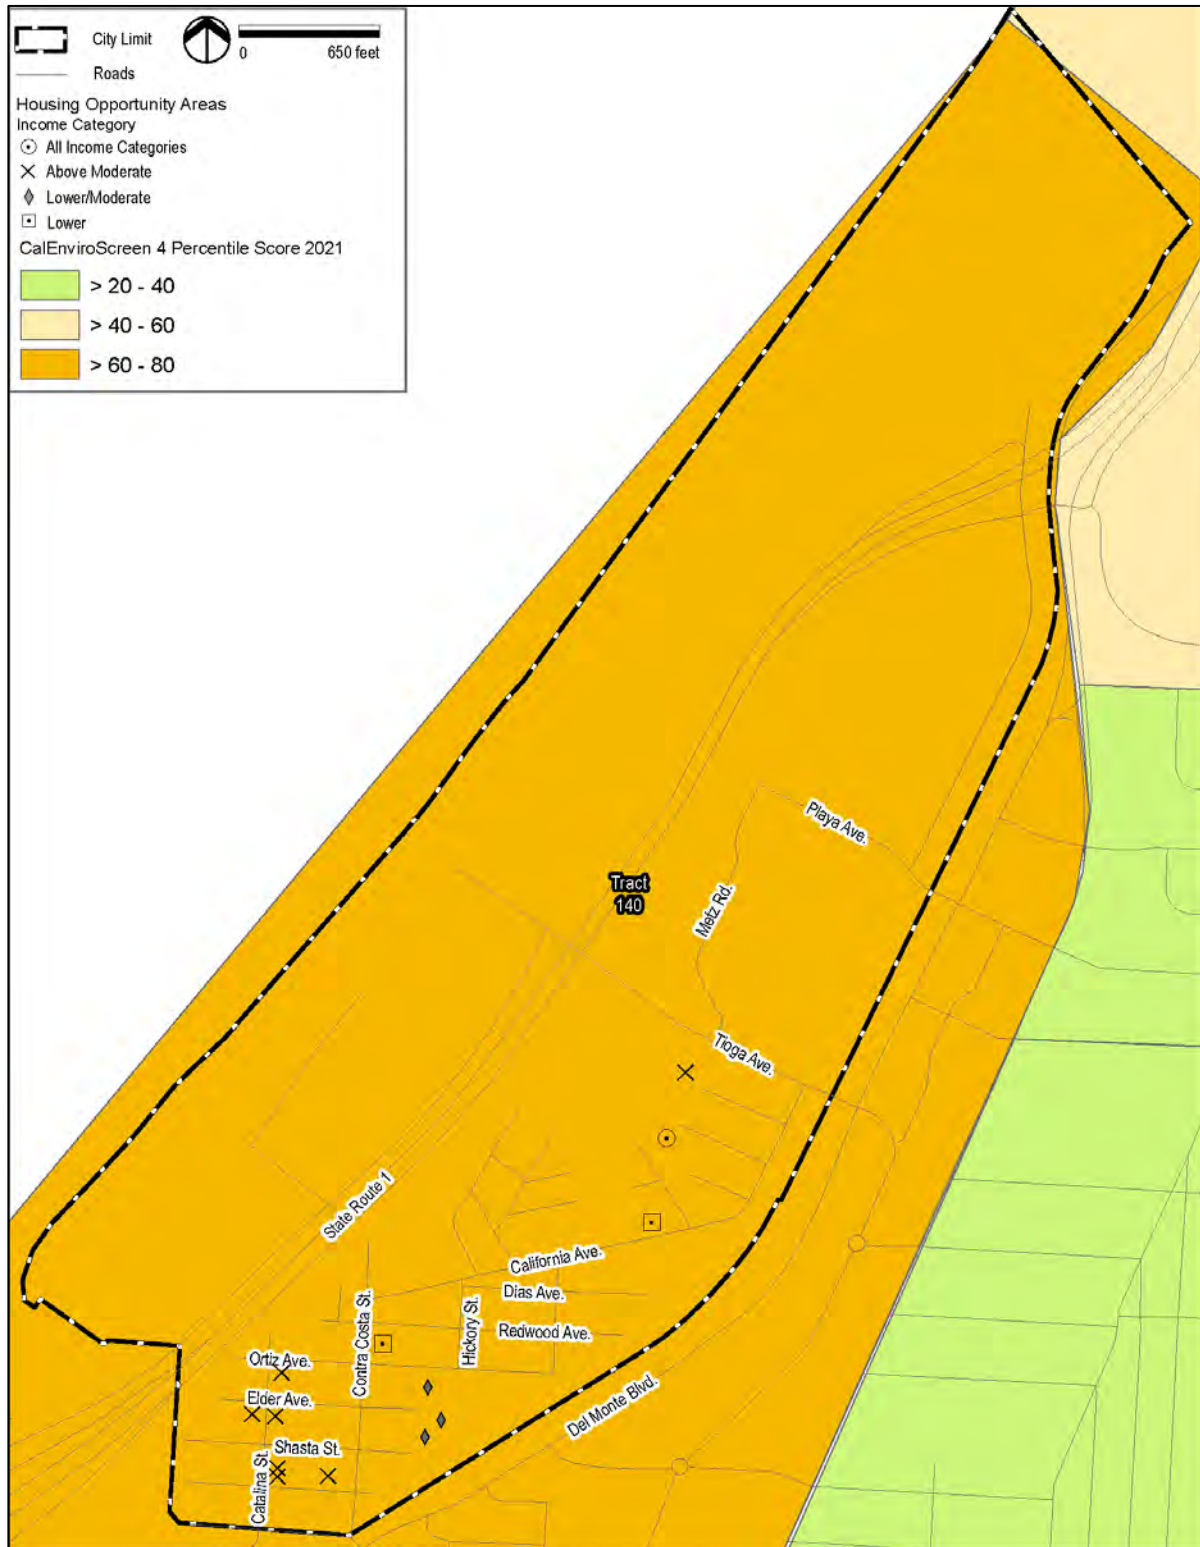 City Limit
0 650 feet
Roads
Housing Opportunity Areas
Income Category
All Income Categories
Above Moderate
Lower/Moderate
Lower
CalEnviroScreen 4 Percentile Score 2021
> 20 - 40
> 40 - 60
> 60 - 80
Playa Ave.
Tract
140
Metz Rd.
Tioga Ave.
State Route 1
California Ave.
Dias Ave.
Contra Costa St.
Hickory St.
Redwood Ave.
Ortiz Ave.
Elder Ave.
Del Monte Blvd.
Shasta St.
Catalina St.